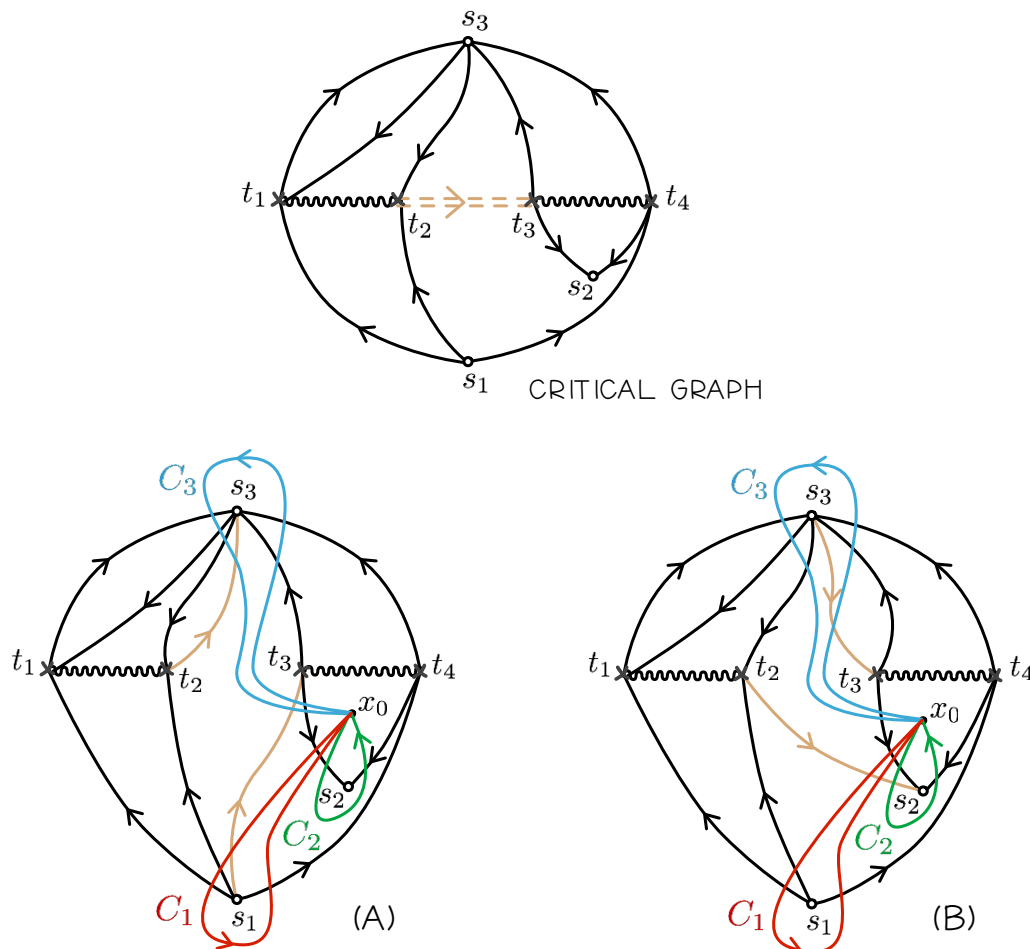 s₃
t₁
t₂
t₃
t₄
s₂
s₁
CRITICAL GRAPH
C₃
s₃
t₁
t₂
t₃
t₄
x₀
s₂
C₂
C₁
s₁
(A)
C₃
s₃
t₁
t₂
t₃
t₄
x₀
s₂
C₂
C₁
s₁
(B)